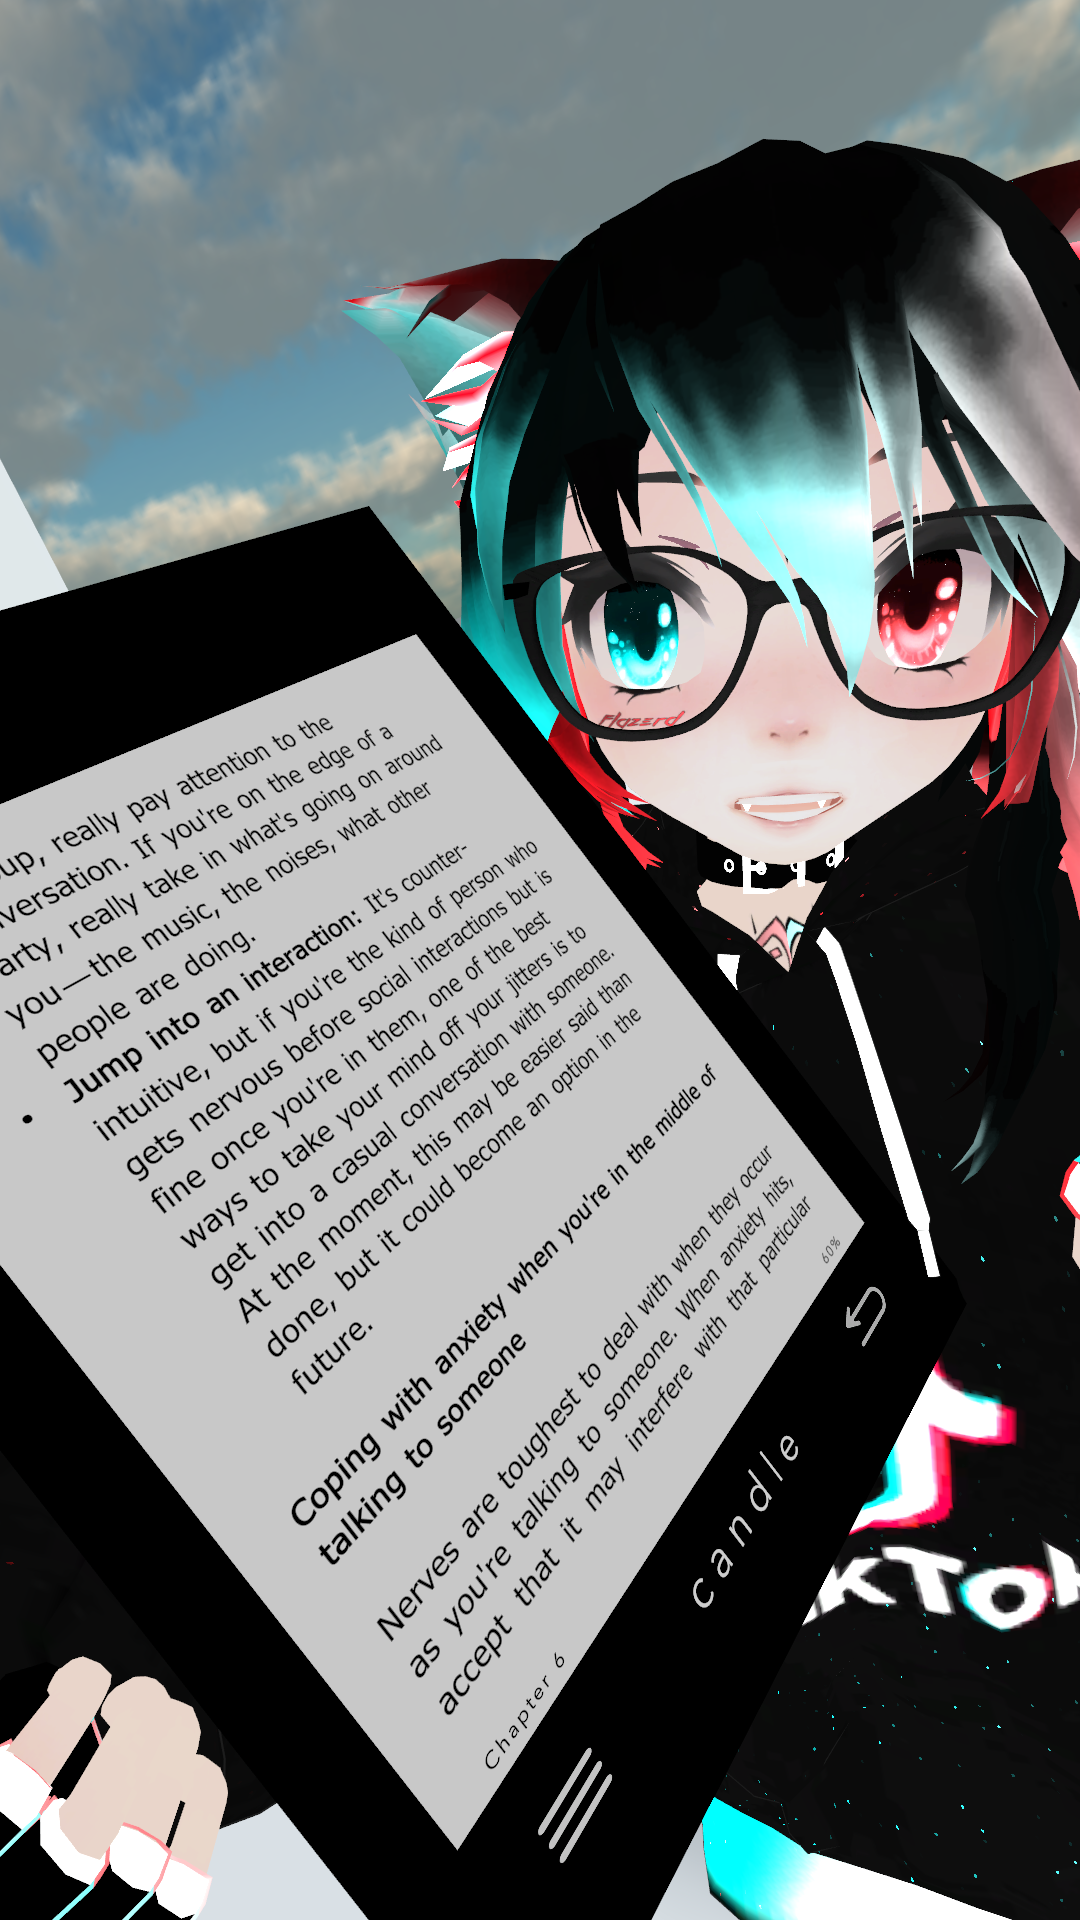 really pay attention to the
If you're on the edge of a
really take in what's going on around
you—the music, the noises, what other
people are doing.
• Jump into an interaction: It's counter-
intuitive, but if you're the kind of person who
gets nervous before social interactions but is
fine once you're in them, one of the best
ways to take your mind off your jitters is to
get into a casual conversation with someone.
At the moment, this may be easier said than
done, but it could become an option in the
future.
Coping with anxiety when you're in the middle of
talking to someone
Nerves are toughest to deal with when they occur
as you're talking to someone. When anxiety hits,
accept that it may interfere with that particular
Chapter 6
60%
candle
Flazerd